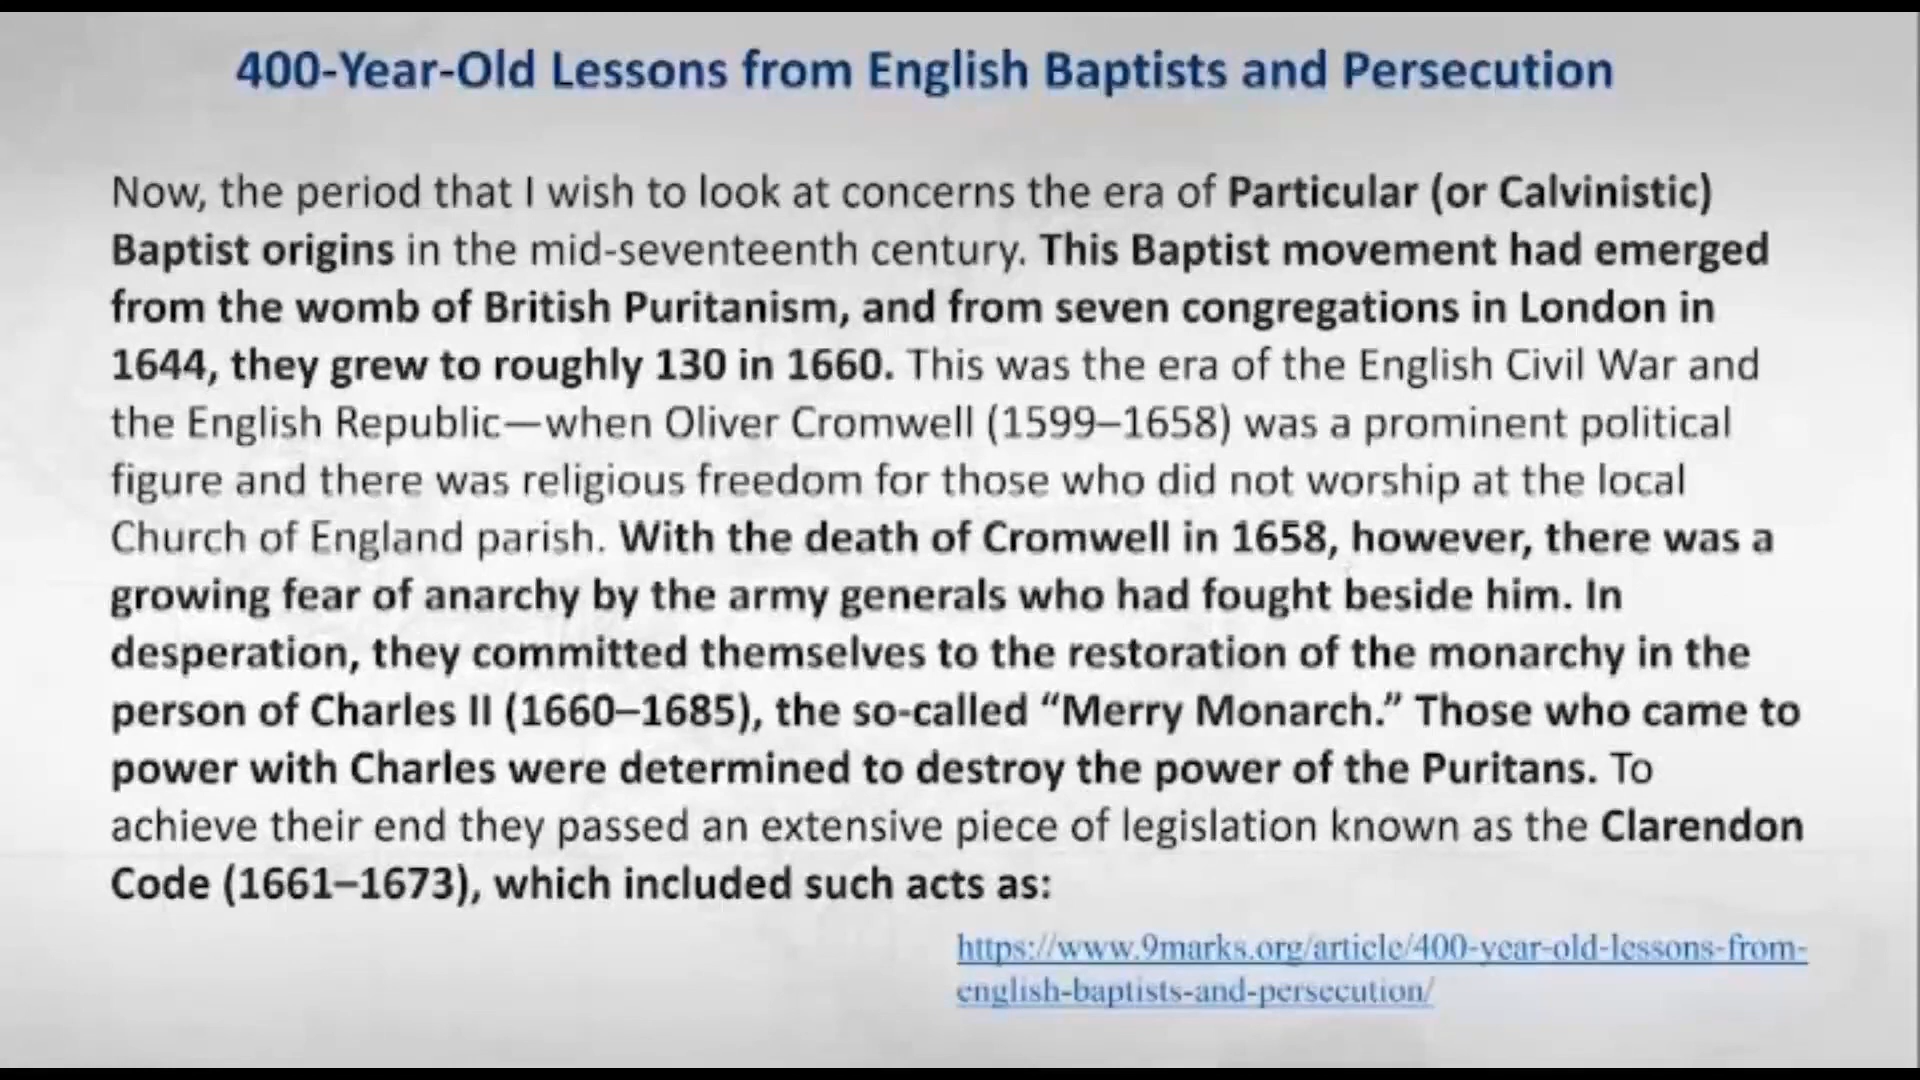 400-Year-Old Lessons from English Baptists and Persecution
Now, the period that I wish to look at concerns the era of Particular (or Calvinistic)
Baptist origins in the mid-seventeenth century. This Baptist movement had emerged
from the womb of British Puritanism, and from seven congregations in London in
1644, they grew to roughly 130 in 1660. This was the era of the English Civil War and
the English Republic—when Oliver Cromwell (1599–1658) was a prominent political
figure and there was religious freedom for those who did not worship at the local
Church of England parish. With the death of Cromwell in 1658, however, there was a
growing fear of anarchy by the army generals who had fought beside him. In
desperation, they committed themselves to the restoration of the monarchy in the
person of Charles II (1660–1685), the so-called “Merry Monarch.” Those who came to
power with Charles were determined to destroy the power of the Puritans. To
achieve their end they passed an extensive piece of legislation known as the Clarendon
Code (1661–1673), which included such acts as:
https://www.9marks.org/article/400-year-old-lessons-from-
english-baptists-and-persecution/